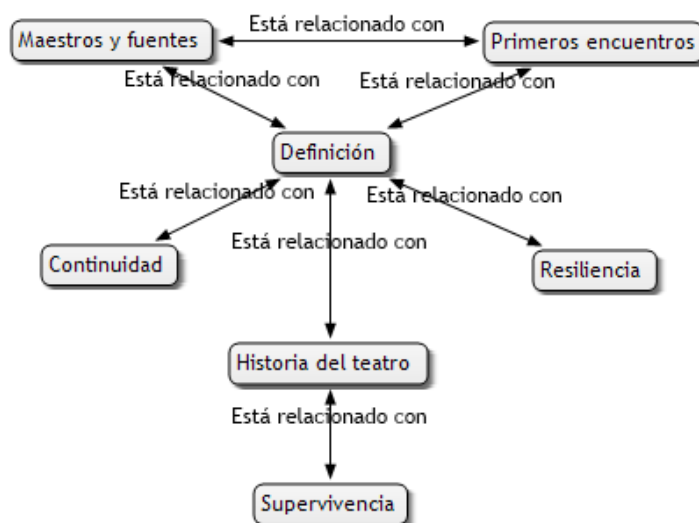 Está relacionado con
Maestros y fuentes
Primeros encuentros
Está relacionado con
Está relacionado con
Definición
Está relacionado con
Está relacionado con
Está relacionado con
Continuidad
Resiliencia
Historia del teatro
Está relacionado con
Supervivencia